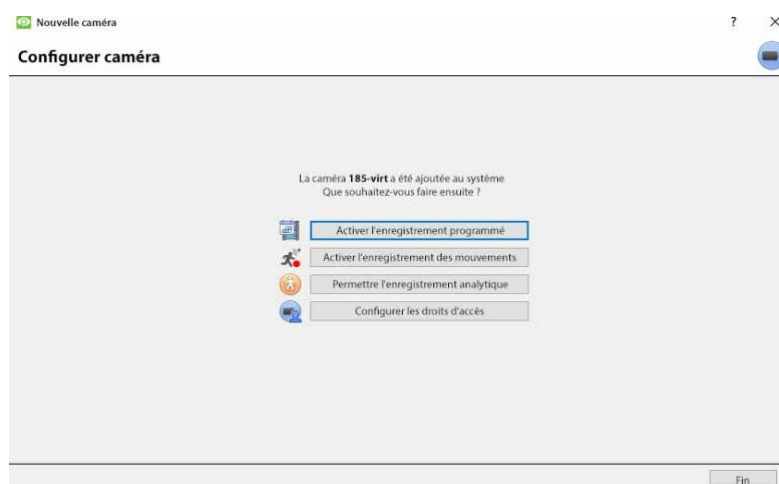 Nouvelle caméra
?
Configurer caméra
La caméra 185-virt a été ajoutée au système
Que souhaitez-vous faire ensuite ?
Activer l'enregistrement programmé
Activer l'enregistrement des mouvements
Permettre l'enregistrement analytique
Configurer les droits d'accès
Fin